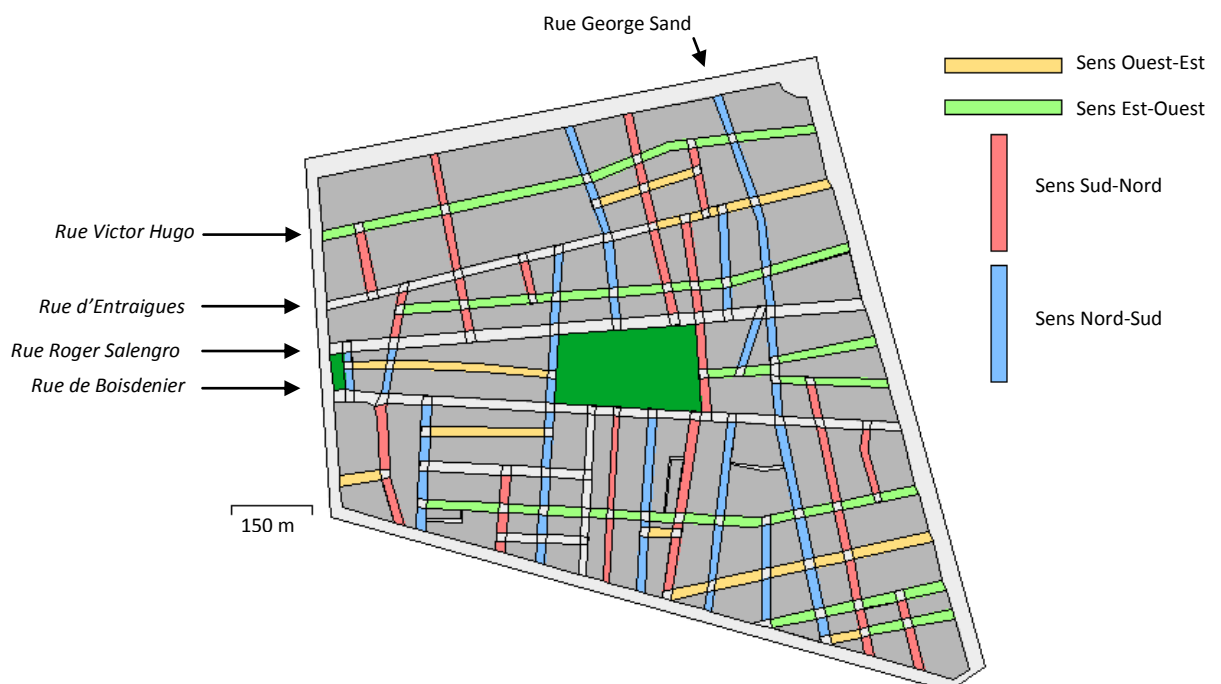 Rue George Sand
Sens Ouest-Est
Sens Est-Ouest
Sens Sud-Nord
Rue Victor Hugo
Sens Nord-Sud
Rue d'Entraigues
Rue Roger Salengro
Rue de Boisdenier
150 m